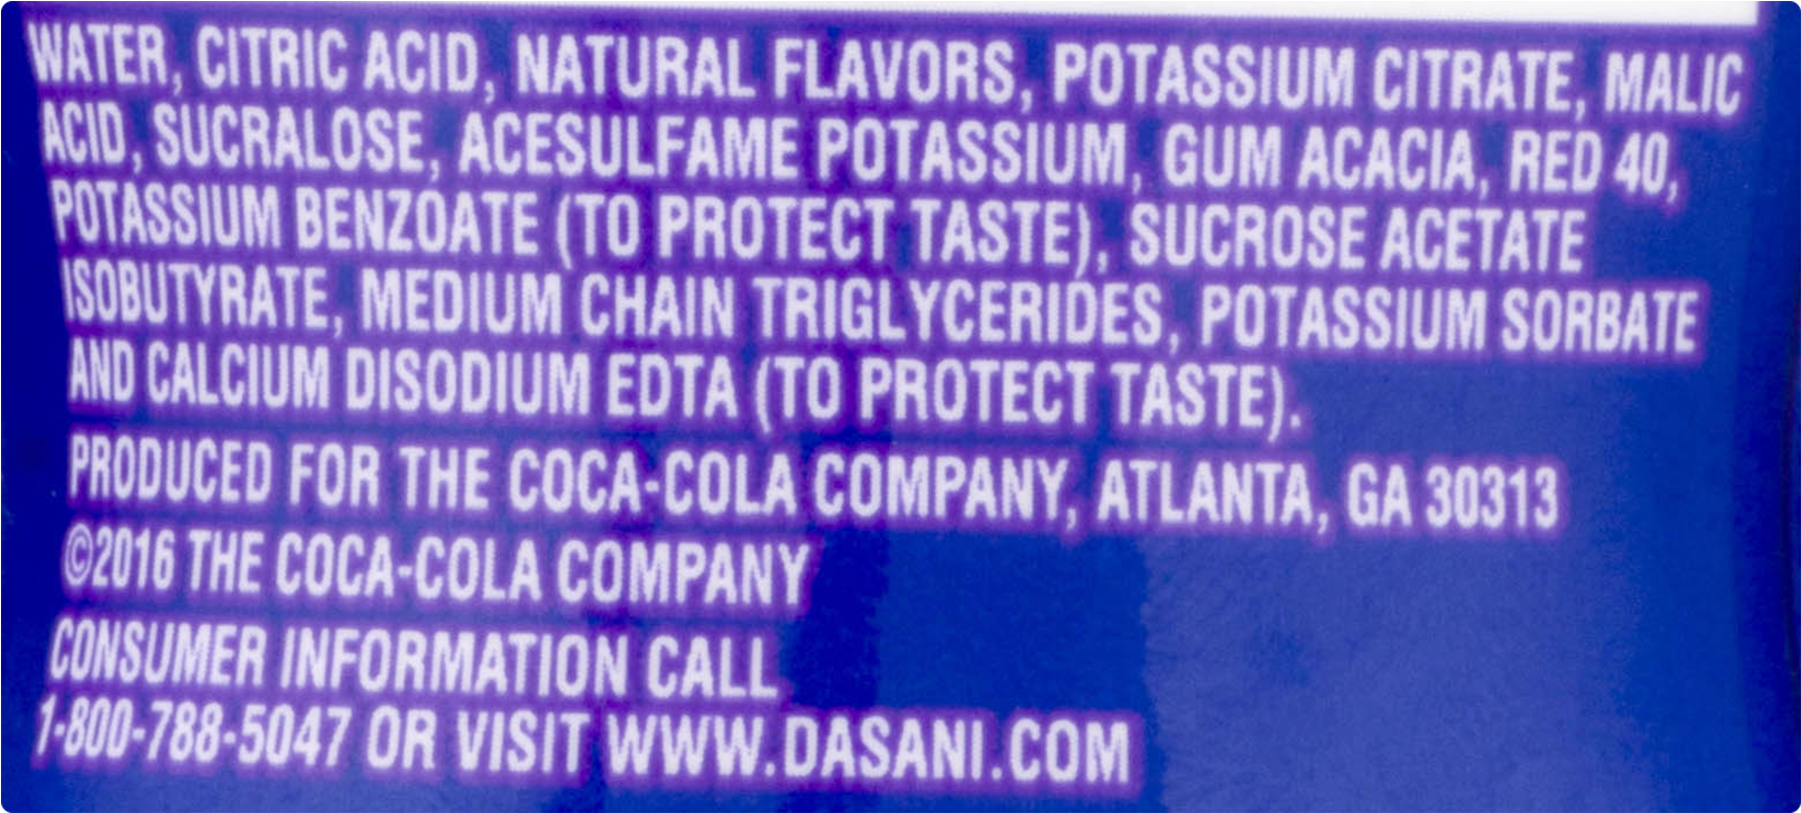 WATER, CITRIC ACID, NATURAL FLAVORS, POTASSIUM CITRATE, MALIC
ACID, SUCRALOSE, ACESULFAME POTASSIUM, GUM ACACIA, RED 40,
POTASSIUM BENZOATE (TO PROTECT TASTE), SUCROSE ACETATE
ISOBUTYRATE, MEDIUM CHAIN TRIGLYCERIDES, POTASSIUM SORBATE
AND CALCIUM DISODIUM EDTA (TO PROTECT TASTE).
PRODUCED FOR THE COCA-COLA COMPANY, ATLANTA, GA 30313
©2016 THE COCA-COLA COMPANY
CONSUMER INFORMATION CALL
1-800-788-5047 OR VISIT WWW.DASANI.COM